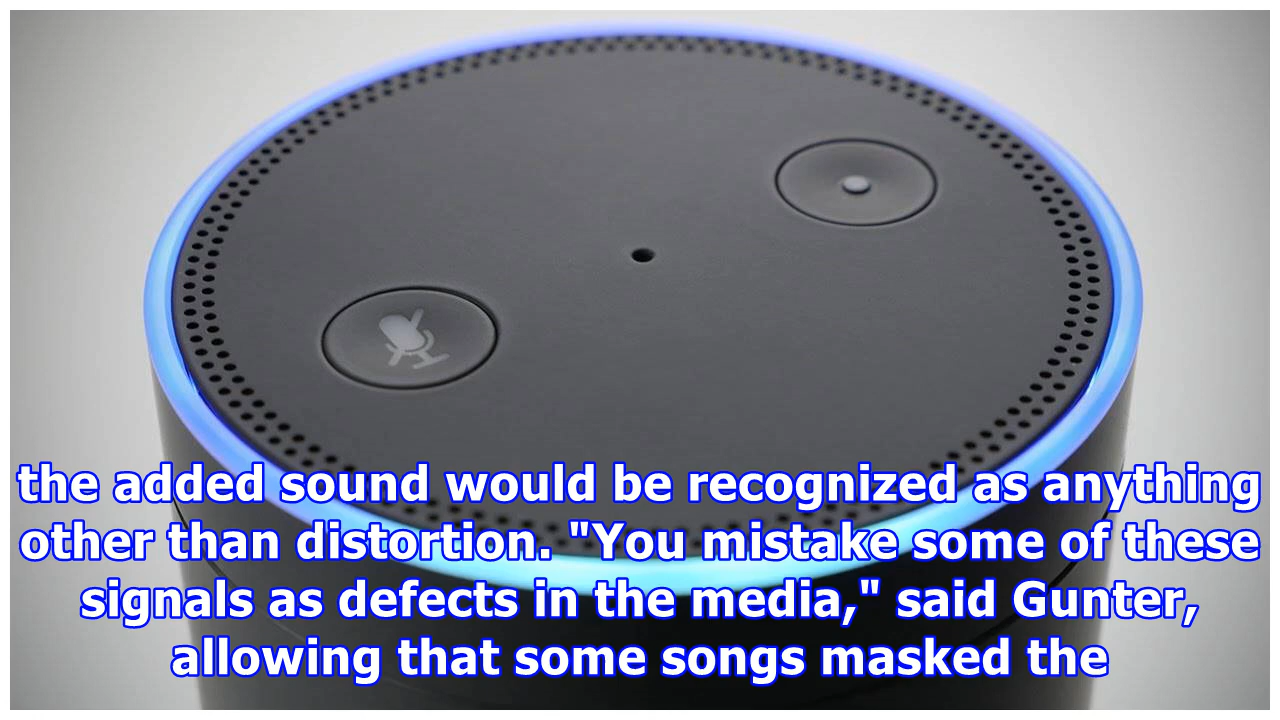 the added sound would be recognized as anything
other than distortion. "You mistake some of these
signals as defects in the media," said Gunter,
allowing that some songs masked the